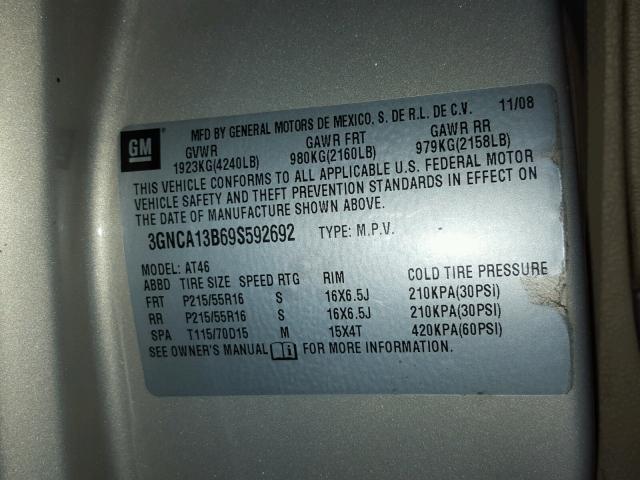 GM
MFD BY GENERAL MOTORS DE MEXICO, S. DE R.L. DE C.V. 11/08
GVWR GAWR FRT GAWR RR
1923KG(4240LB) 980KG(2160LB) 979KG(2158LB)
THIS VEHICLE CONFORMS TO ALL APPLICABLE U.S. FEDERAL MOTOR
VEHICLE SAFETY AND THEFT PREVENTION STANDARDS IN EFFECT ON
THE DATE OF MANUFACTURE SHOWN ABOVE.
3GNCA13B69S592692 TYPE: M.P.V.
MODEL: AT46
ABBD TIRE SIZE SPEED RTG RIM COLD TIRE PRESSURE
FRT P215/55R16 S 16X6.5J 210KPA(30PSI)
RR P215/55R16 S 16X6.5J 210KPA(30PSI)
SPA T115/70D15 M 15X4T 420KPA(60PSI)
SEE OWNER'S MANUAL i FOR MORE INFORMATION.